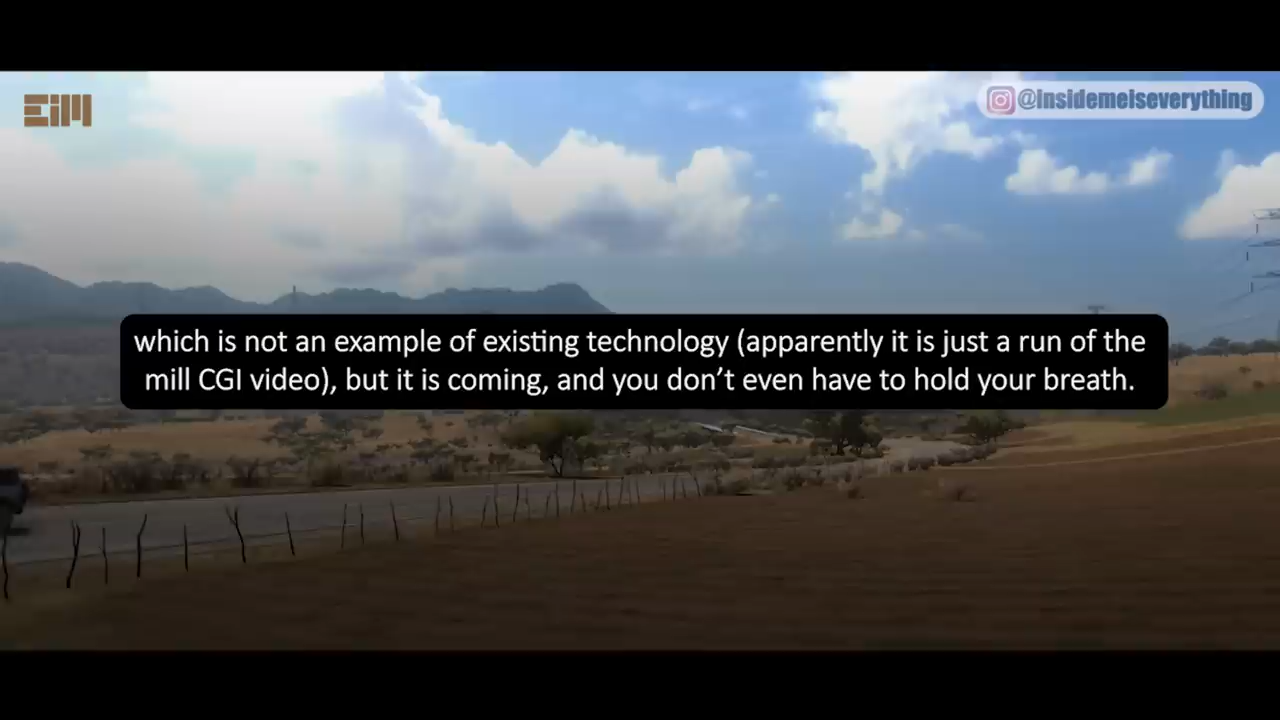 EiM
@Insidemeiseverything
which is not an example of existing technology (apparently it is just a run of the
mill CGI video), but it is coming, and you don’t even have to hold your breath.